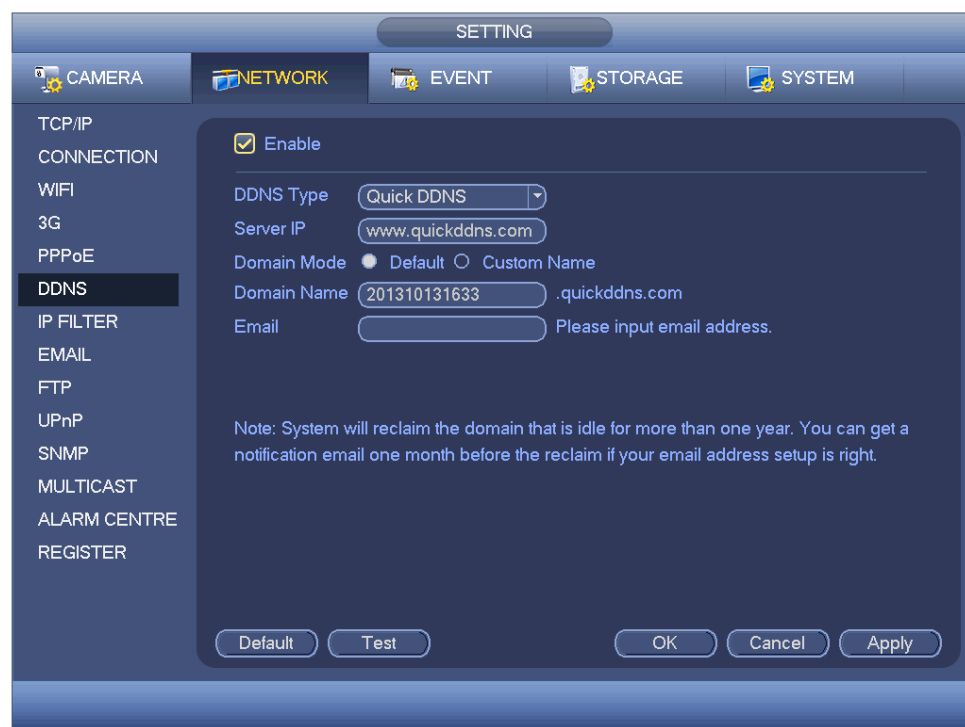 SETTING
CAMERA NETWORK EVENT STORAGE SYSTEM
TCP/IP
CONNECTION
WIFI
3G
PPPoE
DDNS
IP FILTER
EMAIL
FTP
UPnP
SNMP
MULTICAST
ALARM CENTRE
REGISTER
Enable
DDNS Type Quick DDNS
Server IP www.quickddns.com
Domain Mode Default Custom Name
Domain Name 201310131633 .quickddns.com
Email Please input email address.
Note: System will reclaim the domain that is idle for more than one year. You can get a
notification email one month before the reclaim if your email address setup is right.
Default Test OK Cancel Apply